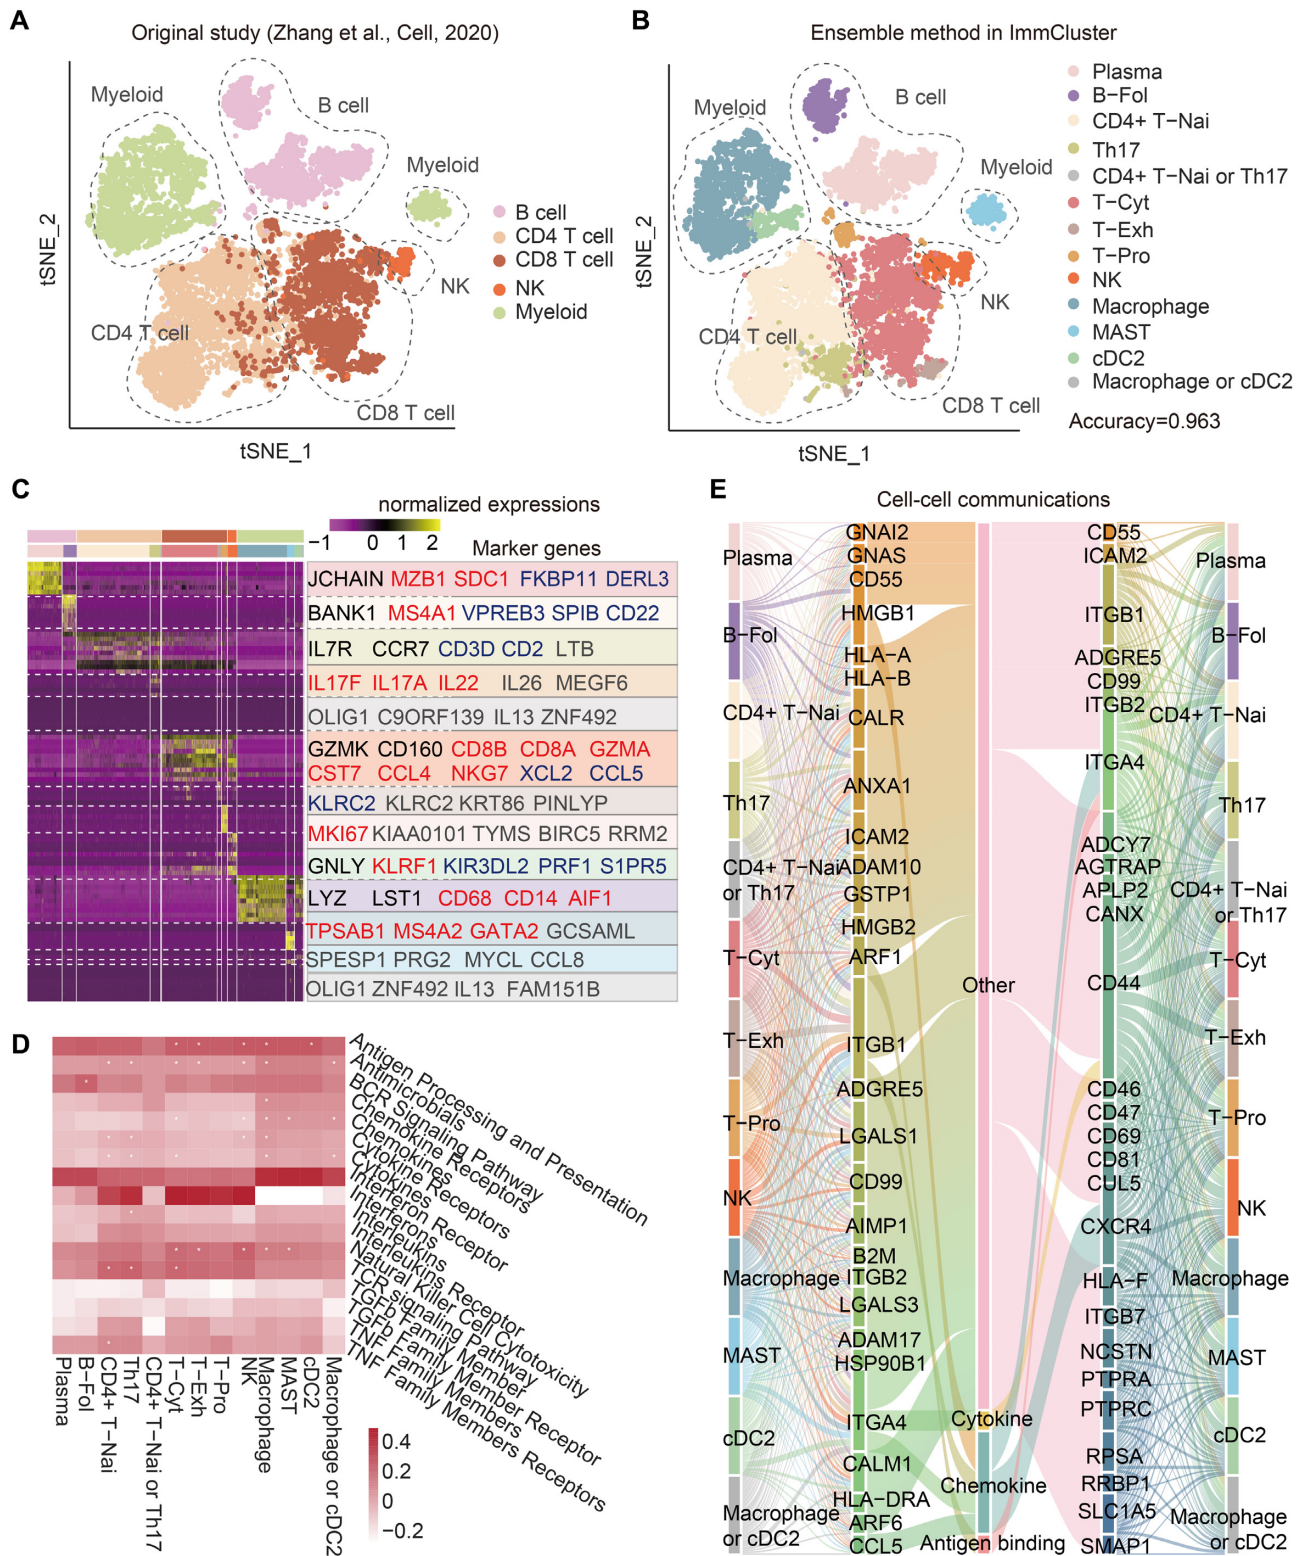 A
Original study (Zhang et al., Cell, 2020)
Myeloid
B cell
Myeloid
NK
CD4 T cell
CD8 T cell
tSNE_2
tSNE_1
B cell
CD4 T cell
CD8 T cell
NK
Myeloid
B
Ensemble method in ImmCluster
Myeloid
B cell
Myeloid
NK
CD4 T cell
CD8 T cell
tSNE_2
tSNE_1
Plasma
B−Fol
CD4+ T−Nai
Th17
CD4+ T−Nai or Th17
T−Cyt
T−Exh
T−Pro
NK
Macrophage
MAST
cDC2
Macrophage or cDC2
Accuracy=0.963
C
normalized expressions
−1 0 1 2
Marker genes
JCHAIN MZB1 SDC1 FKBP11 DERL3
BANK1 MS4A1 VPREB3 SPIB CD22
IL7R CCR7 CD3D CD2 LTB
IL17F IL17A IL22 IL26 MEGF6
OLIG1 C9ORF139 IL13 ZNF492
GZMK CD160 CD8B CD8A GZMA
CST7 CCL4 NKG7 XCL2 CCL5
KLRC2 KLRC2 KRT86 PINLYP
MKI67 KIAA0101 TYMS BIRC5 RRM2
GNLY KLRF1 KIR3DL2 PRF1 S1PR5
LYZ LST1 CD68 CD14 AIF1
TPSAB1 MS4A2 GATA2 GCSAML
SPESP1 PRG2 MYCL CCL8
OLIG1 ZNF492 IL13 FAM151B
D
Antigen Processing and Presentation
Antimicrobials
BCR Signaling Pathway
Chemokines
Chemokine Receptors
Cytokines
Cytokine Receptors
Interferons
Interferon Receptor
Interleukins
Interleukins Receptor
Natural Killer Cell Cytotoxicity
TCR signaling Pathway
TGFb Family Member
TGFb Family Member Receptor
TNF Family Members
TNF Family Members Receptors
Plasma
B−Fol
CD4+ T−Nai
Th17
CD4+ T−Nai or Th17
T−Cyt
T−Exh
T−Pro
NK
Macrophage
MAST
cDC2
Macrophage or cDC2
0.4
0.2
0
−0.2
E
Cell-cell communications
Plasma
B−Fol
CD4+ T−Nai
Th17
CD4+ T−Nai
or Th17
T−Cyt
T−Exh
T−Pro
NK
Macrophage
MAST
cDC2
Macrophage
or cDC2
GNAI2
GNAS
CD55
HMGB1
HLA−A
HLA−B
CALR
ANXA1
ICAM2
ADAM10
GSTP1
HMGB2
ARF1
ITGB1
ADGRE5
LGALS1
CD99
AIMP1
B2M
ITGB2
LGALS3
ADAM17
HSP90B1
ITGA4
CALM1
HLA−DRA
ARF6
CCL5
Other
Cytokine
Chemokine
Antigen binding
CD55
ICAM2
ITGB1
ADGRE5
CD99
ITGB2
ITGA4
ADCY7
AGTRAP
APLP2
CANX
CD44
CD46
CD47
CD69
CD81
CUL5
CXCR4
HLA−F
ITGB7
NCSTN
PTPRA
PTPRC
RPSA
RRBP1
SLC1A5
SMAP1
Plasma
B−Fol
CD4+ T−Nai
Th17
CD4+ T−Nai
or Th17
T−Cyt
T−Exh
T−Pro
NK
Macrophage
MAST
cDC2
Macrophage
or cDC2